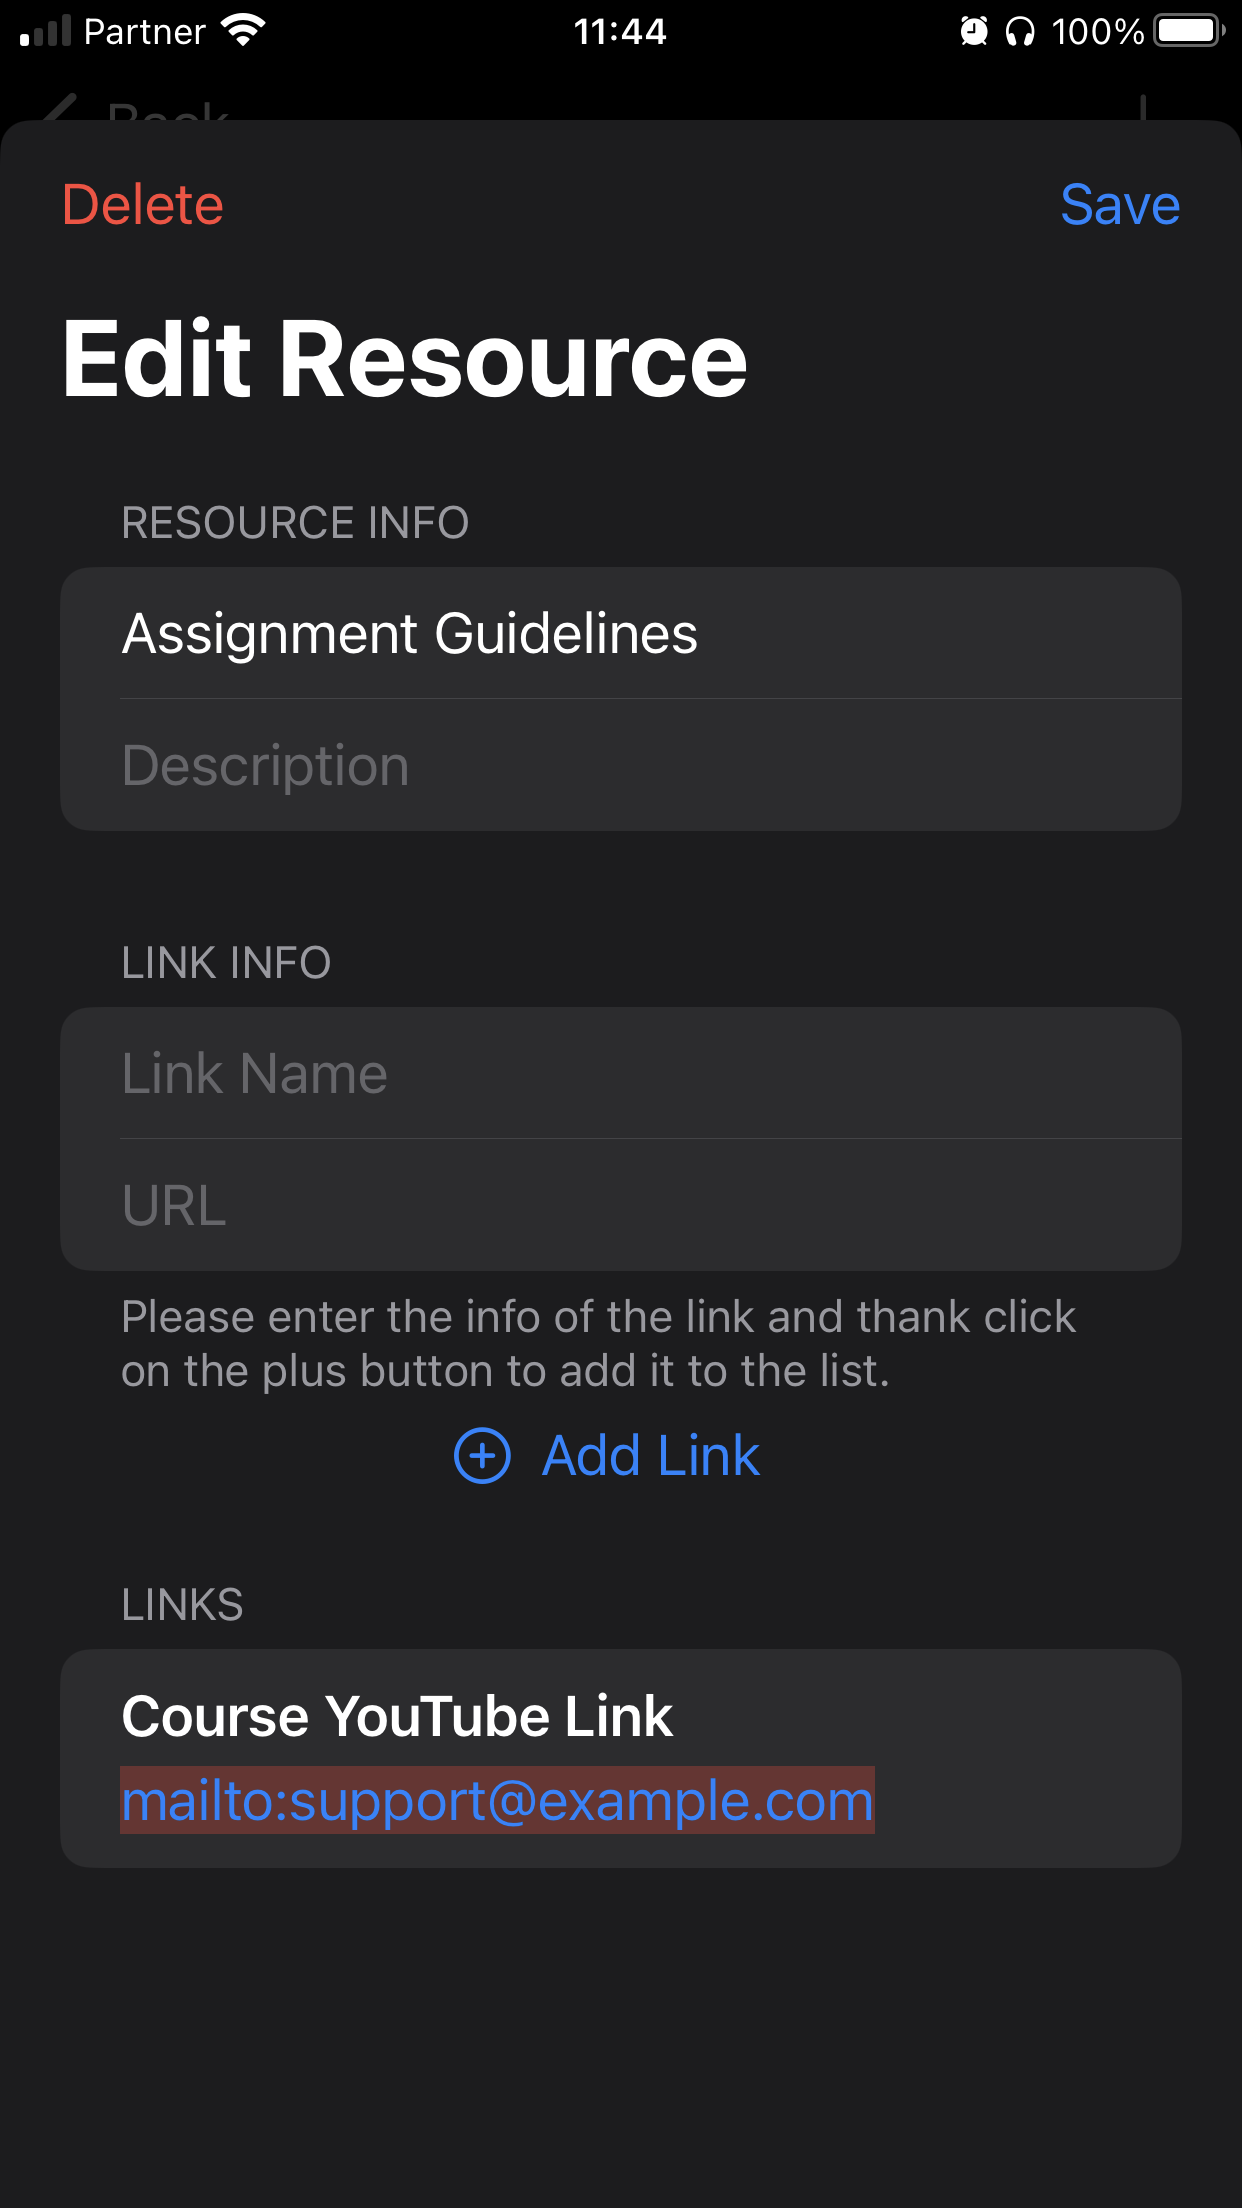 Partner 11:44 100%
Back
Delete Save
Edit Resource
RESOURCE INFO
Assignment Guidelines
Description
LINK INFO
Link Name
URL
Please enter the info of the link and thank click
on the plus button to add it to the list.
Add Link
LINKS
Course YouTube Link
mailto:support@example.com